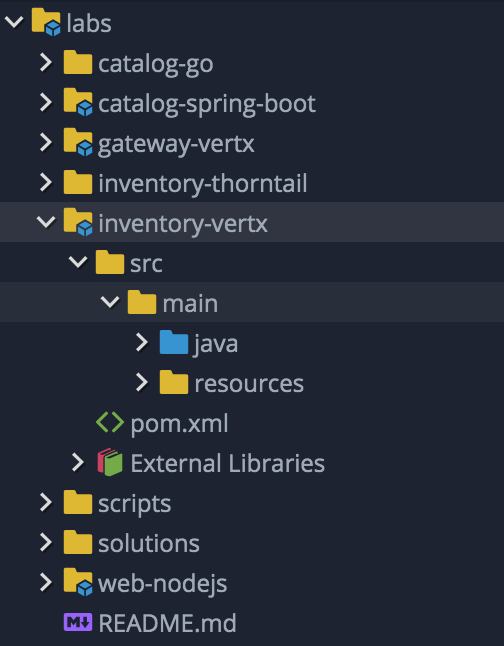 labs
catalog-go
catalog-spring-boot
gateway-vertx
inventory-thorntail
inventory-vertx
src
main
java
resources
pom.xml
External Libraries
scripts
solutions
web-nodejs
M↓ README.md